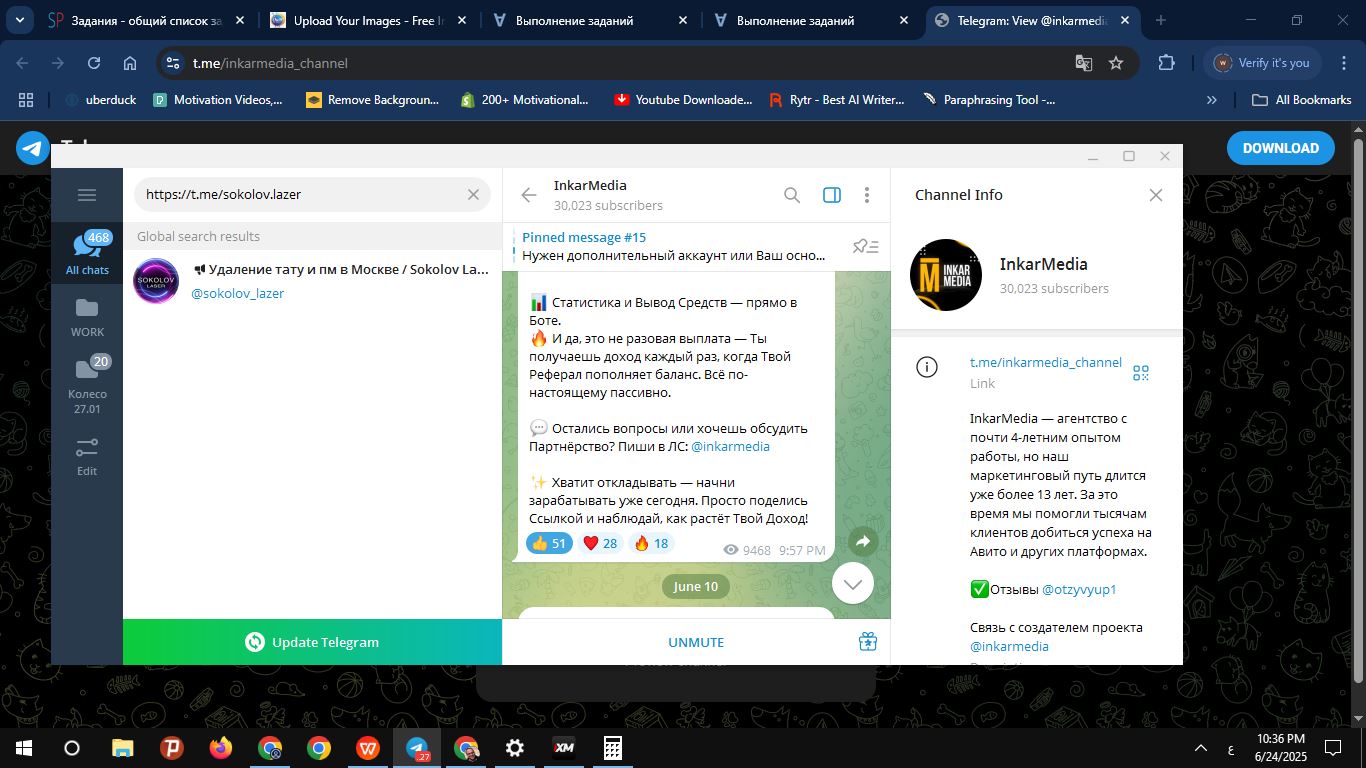 Задания - общий список за
Upload Your Images - Free I
Выполнение заданий
Выполнение заданий
Telegram: View @inkarmedia
t.me/inkarmedia_channel
Verify it's you
uberduck
Motivation Videos,...
Remove Backgroun...
200+ Motivational...
Youtube Downloade...
Rytr - Best AI Writer...
Paraphrasing Tool -...
All Bookmarks
DOWNLOAD
https://t.me/sokolov.lazer
Global search results
SOKOLOV
LASER
Удаление тату и пм в Москве / Sokolov La...
@sokolov_lazer
468
All chats
WORK
20
Колесо
27.01
Edit
Update Telegram
InkarMedia
30,023 subscribers
Pinned message #15
Нужен дополнительный аккаунт или Ваш осно...
Статистика и Вывод Средств — прямо в
Боте.
И да, это не разовая выплата — Ты
получаешь доход каждый раз, когда Твой
Реферал пополняет баланс. Всё по-
настоящему пассивно.
Остались вопросы или хочешь обсудить
Партнёрство? Пиши в ЛС: @inkarmedia
Хватит откладывать — начни
зарабатывать уже сегодня. Просто поделись
Ссылкой и наблюдай, как растёт Твой Доход!
51 28 18 9468 9:57 PM
June 10
UNMUTE
Channel Info
INKAR
MEDIA
InkarMedia
30,023 subscribers
t.me/inkarmedia_channel
Link
InkarMedia — агентство с
почти 4-летним опытом
работы, но наш
маркетинговый путь длится
уже более 13 лет. За это
время мы помогли тысячам
клиентов добиться успеха на
Авито и других платформах.
Отзывы @otzyvyup1
Связь с создателем проекта
@inkarmedia
27
XM
ع
10:36 PM
6/24/2025